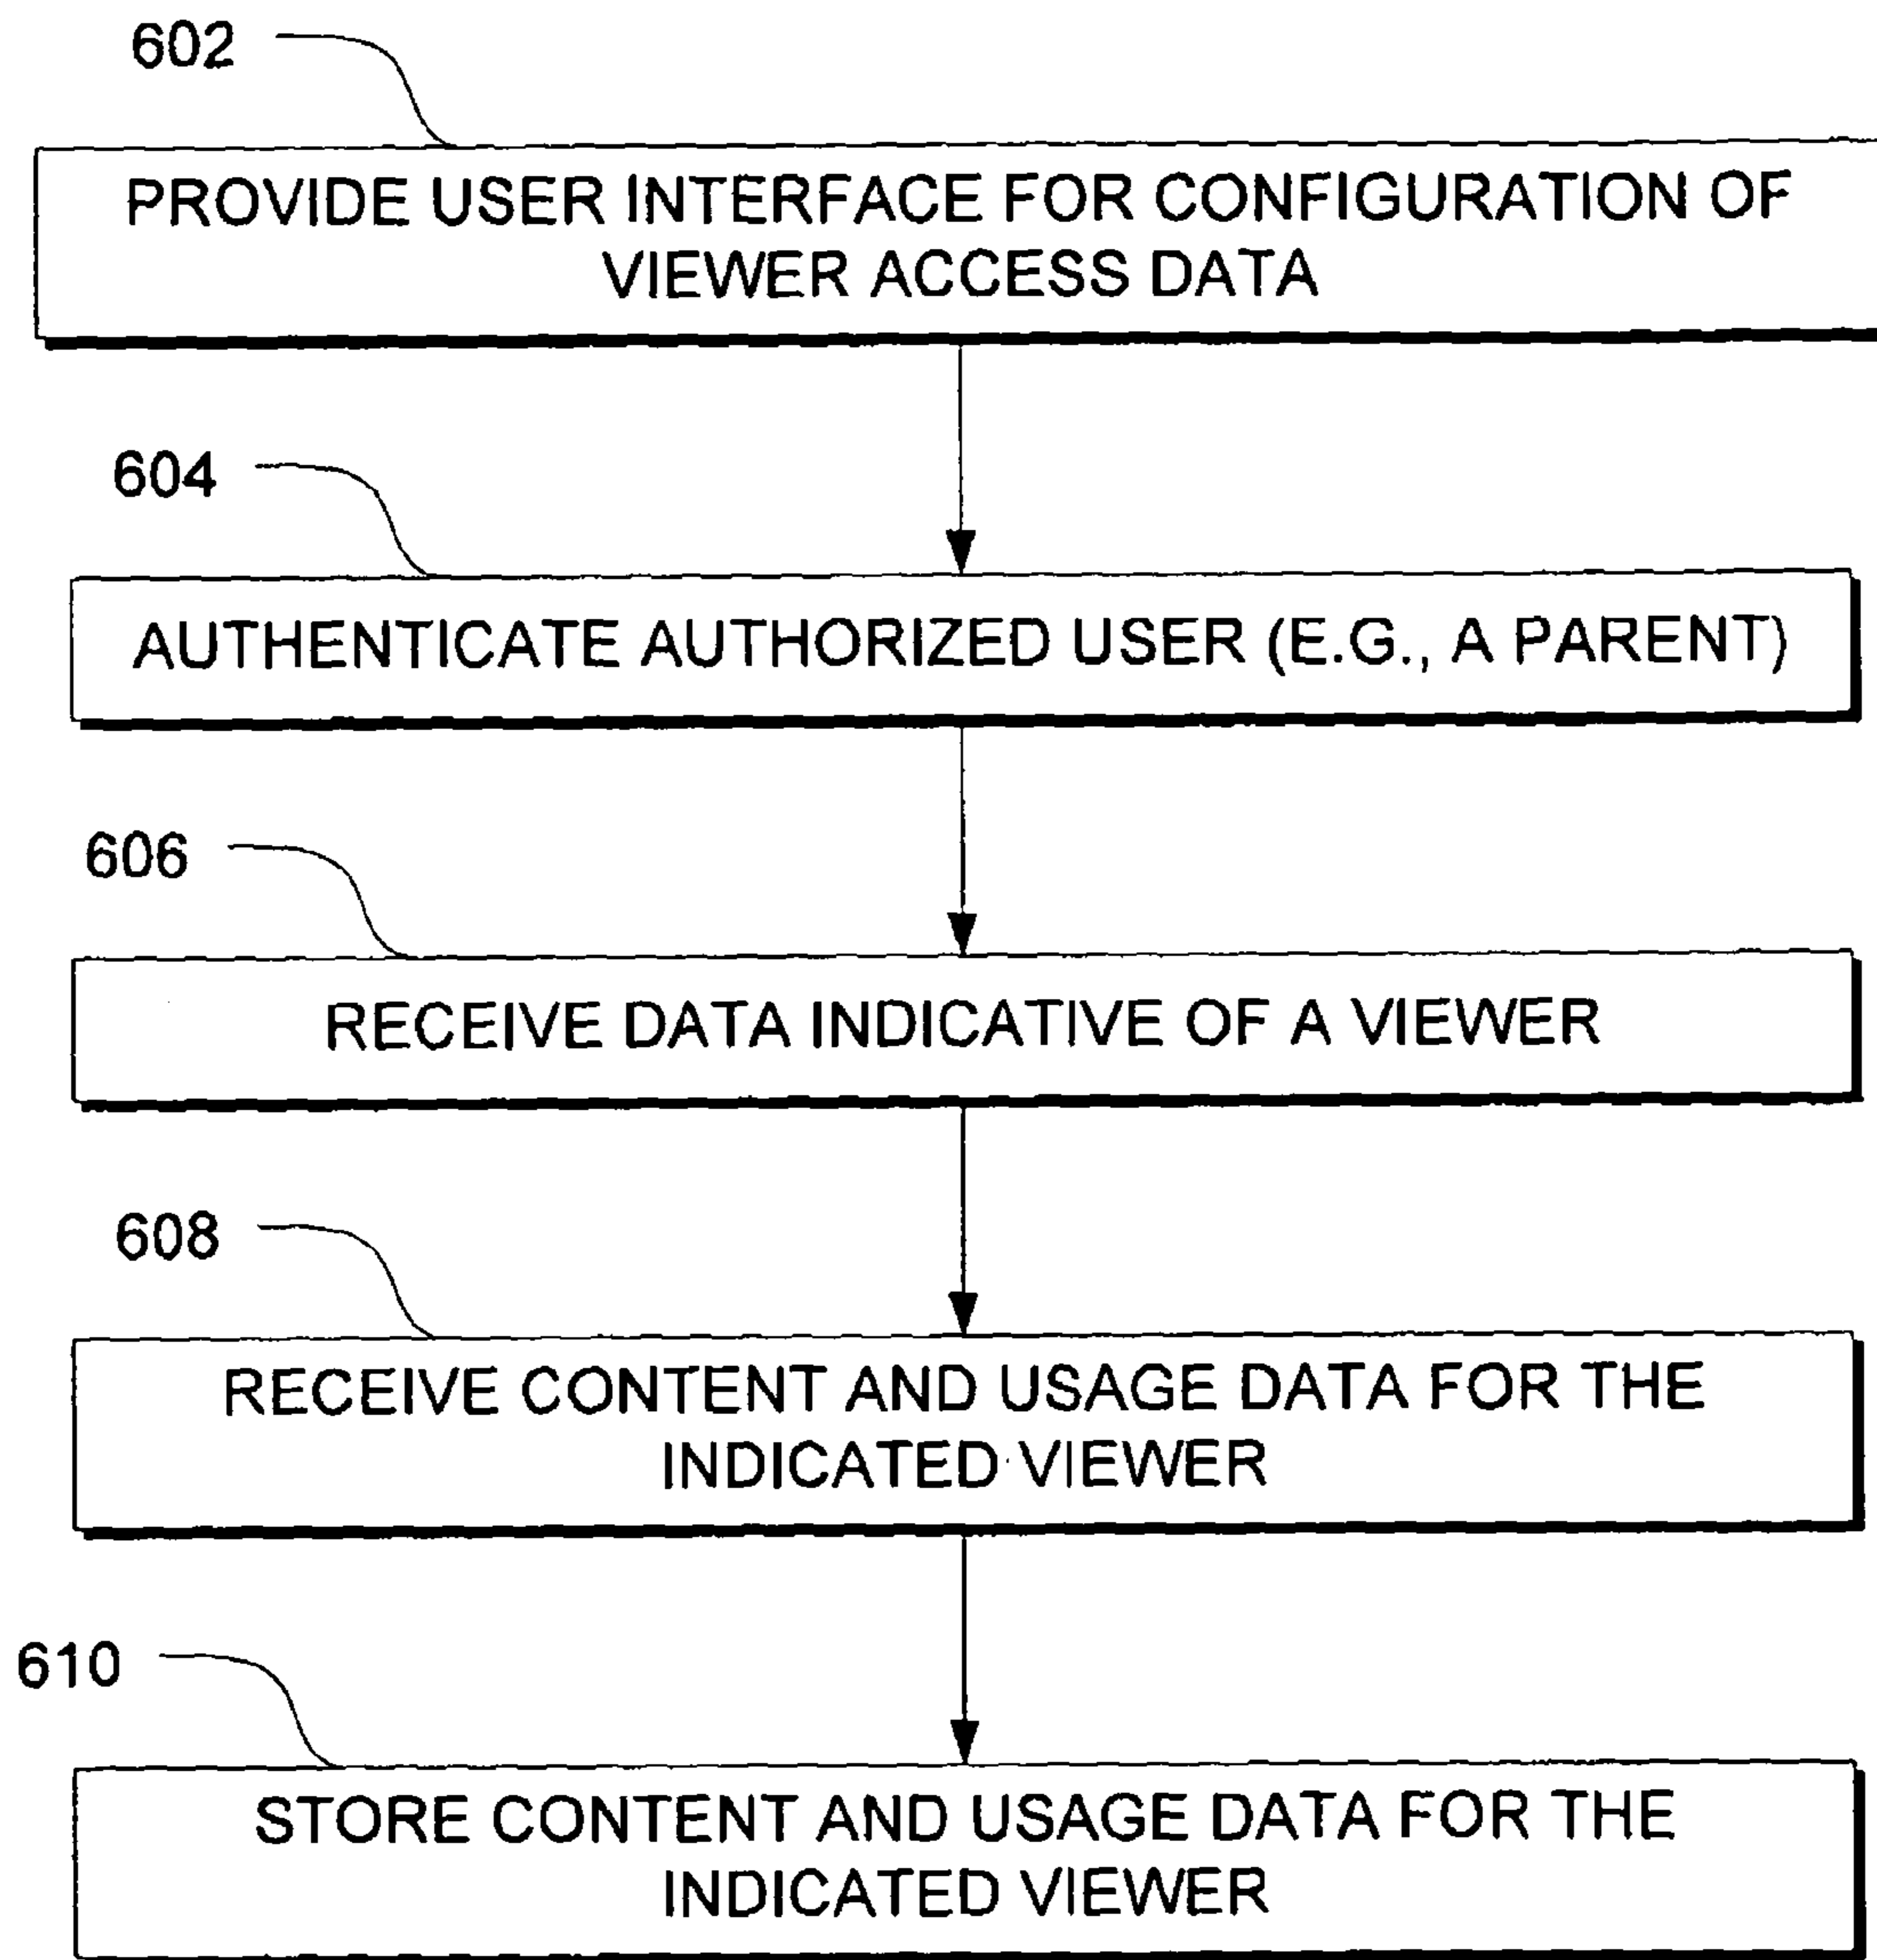 602
PROVIDE USER INTERFACE FOR CONFIGURATION OF
VIEWER ACCESS DATA
604
AUTHENTICATE AUTHORIZED USER (E.G., A PARENT)
606
RECEIVE DATA INDICATIVE OF A VIEWER
608
RECEIVE CONTENT AND USAGE DATA FOR THE
INDICATED VIEWER
610
STORE CONTENT AND USAGE DATA FOR THE
INDICATED VIEWER